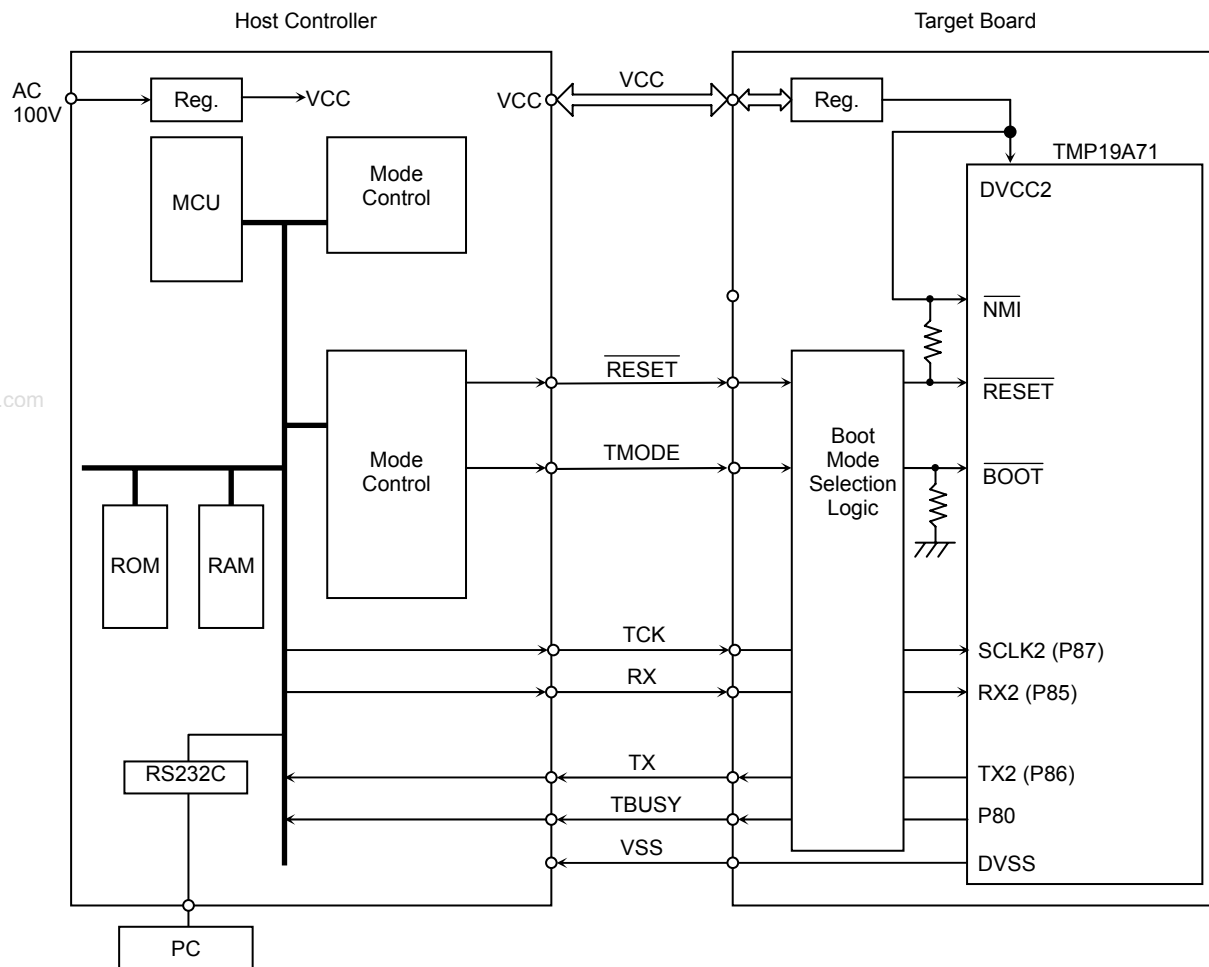 Host Controller
Target Board
AC
100V
Reg.
VCC
VCC
VCC
Reg.
TMP19A71
DVCC2
MCU
Mode
Control
NMI
RESET
RESET
.com
TMODE
Mode
Control
Boot
Mode
Selection
Logic
BOOT
ROM
RAM
TCK
SCLK2 (P87)
RX
RX2 (P85)
RS232C
TX
TX2 (P86)
TBUSY
P80
VSS
DVSS
PC